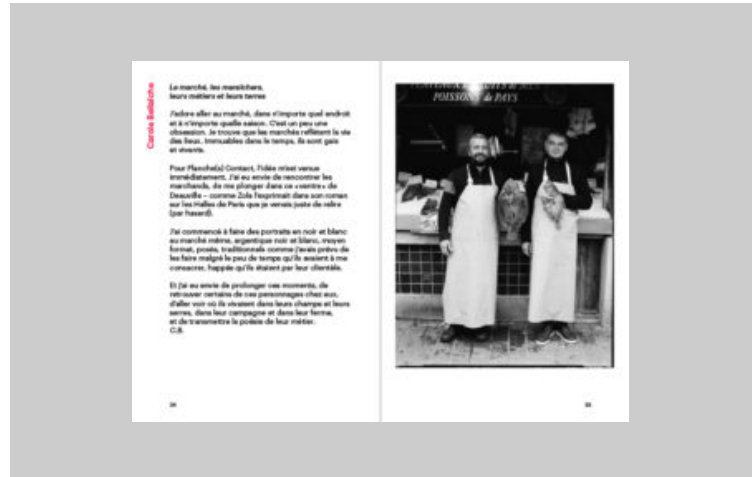 Carole Bellaïche
Le marché, les maraîchers,
leurs métiers et leurs terres
J'adore aller au marché, dans n'importe quel endroit
et à n'importe quelle saison. C'est un peu une
obsession. Je trouve que les marchés reflètent la vie
des lieux. Immuables dans le temps, ils sont gais
et vivants.
Pour Planche(s) Contact, l'idée m'est venue
immédiatement. J'ai eu envie de rencontrer les
marchands, de me plonger dans ce «ventre» de
Deauville – comme Zola l'exprimait dans son roman
sur les Halles de Paris que je venais juste de relire
(par hasard).
J'ai commencé à faire des portraits en noir et blanc
au marché même, argentique noir et blanc, moyen
format, posés, traditionnels comme j'avais prévu de
les faire malgré le peu de temps qu'ils avaient à me
consacrer, happés qu'ils étaient par leur clientèle.
Et j'ai eu envie de prolonger ces moments, de
retrouver certains de ces personnages chez eux,
d'aller voir où ils vivaient dans leurs champs et leurs
serres, dans leur campagne et dans leur ferme,
et de transmettre la poésie de leur métier.
C.B.
34
POISSONS de PAYS